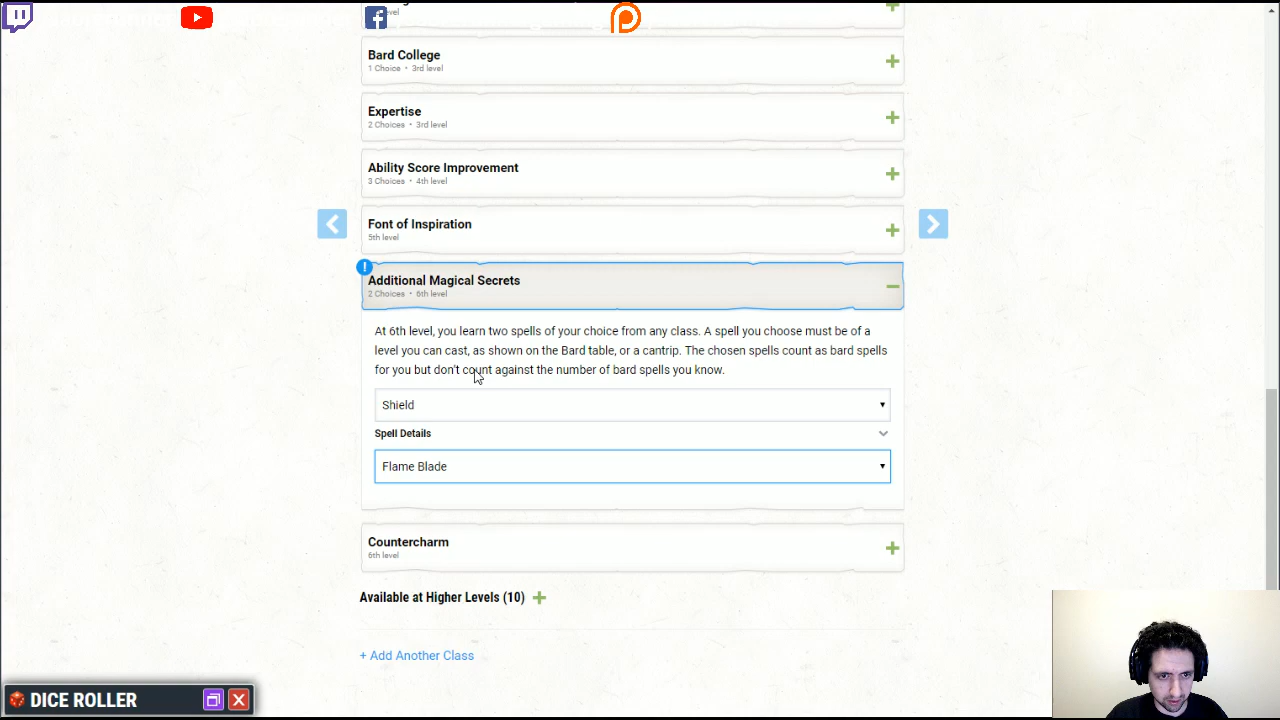 Bard College
1 Choice • 3rd level
Expertise
2 Choices • 3rd level
Ability Score Improvement
3 Choices • 4th level
Font of Inspiration
5th level
!
Additional Magical Secrets
2 Choices • 6th level
At 6th level, you learn two spells of your choice from any class. A spell you choose must be of a
level you can cast, as shown on the Bard table, or a cantrip. The chosen spells count as bard spells
for you but don't count against the number of bard spells you know.
Shield
Spell Details
Flame Blade
Countercharm
6th level
Available at Higher Levels (10)
+ Add Another Class
DICE ROLLER